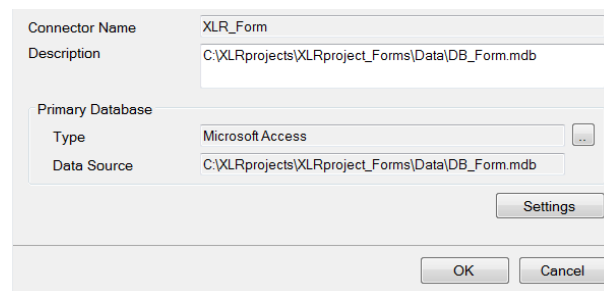 Connector Name XLR_Form
Description C:\XLRprojects\XLRproject_Forms\Data\DB_Form.mdb
Primary Database
Type Microsoft Access ..
Data Source C:\XLRprojects\XLRproject_Forms\Data\DB_Form.mdb
Settings
OK Cancel